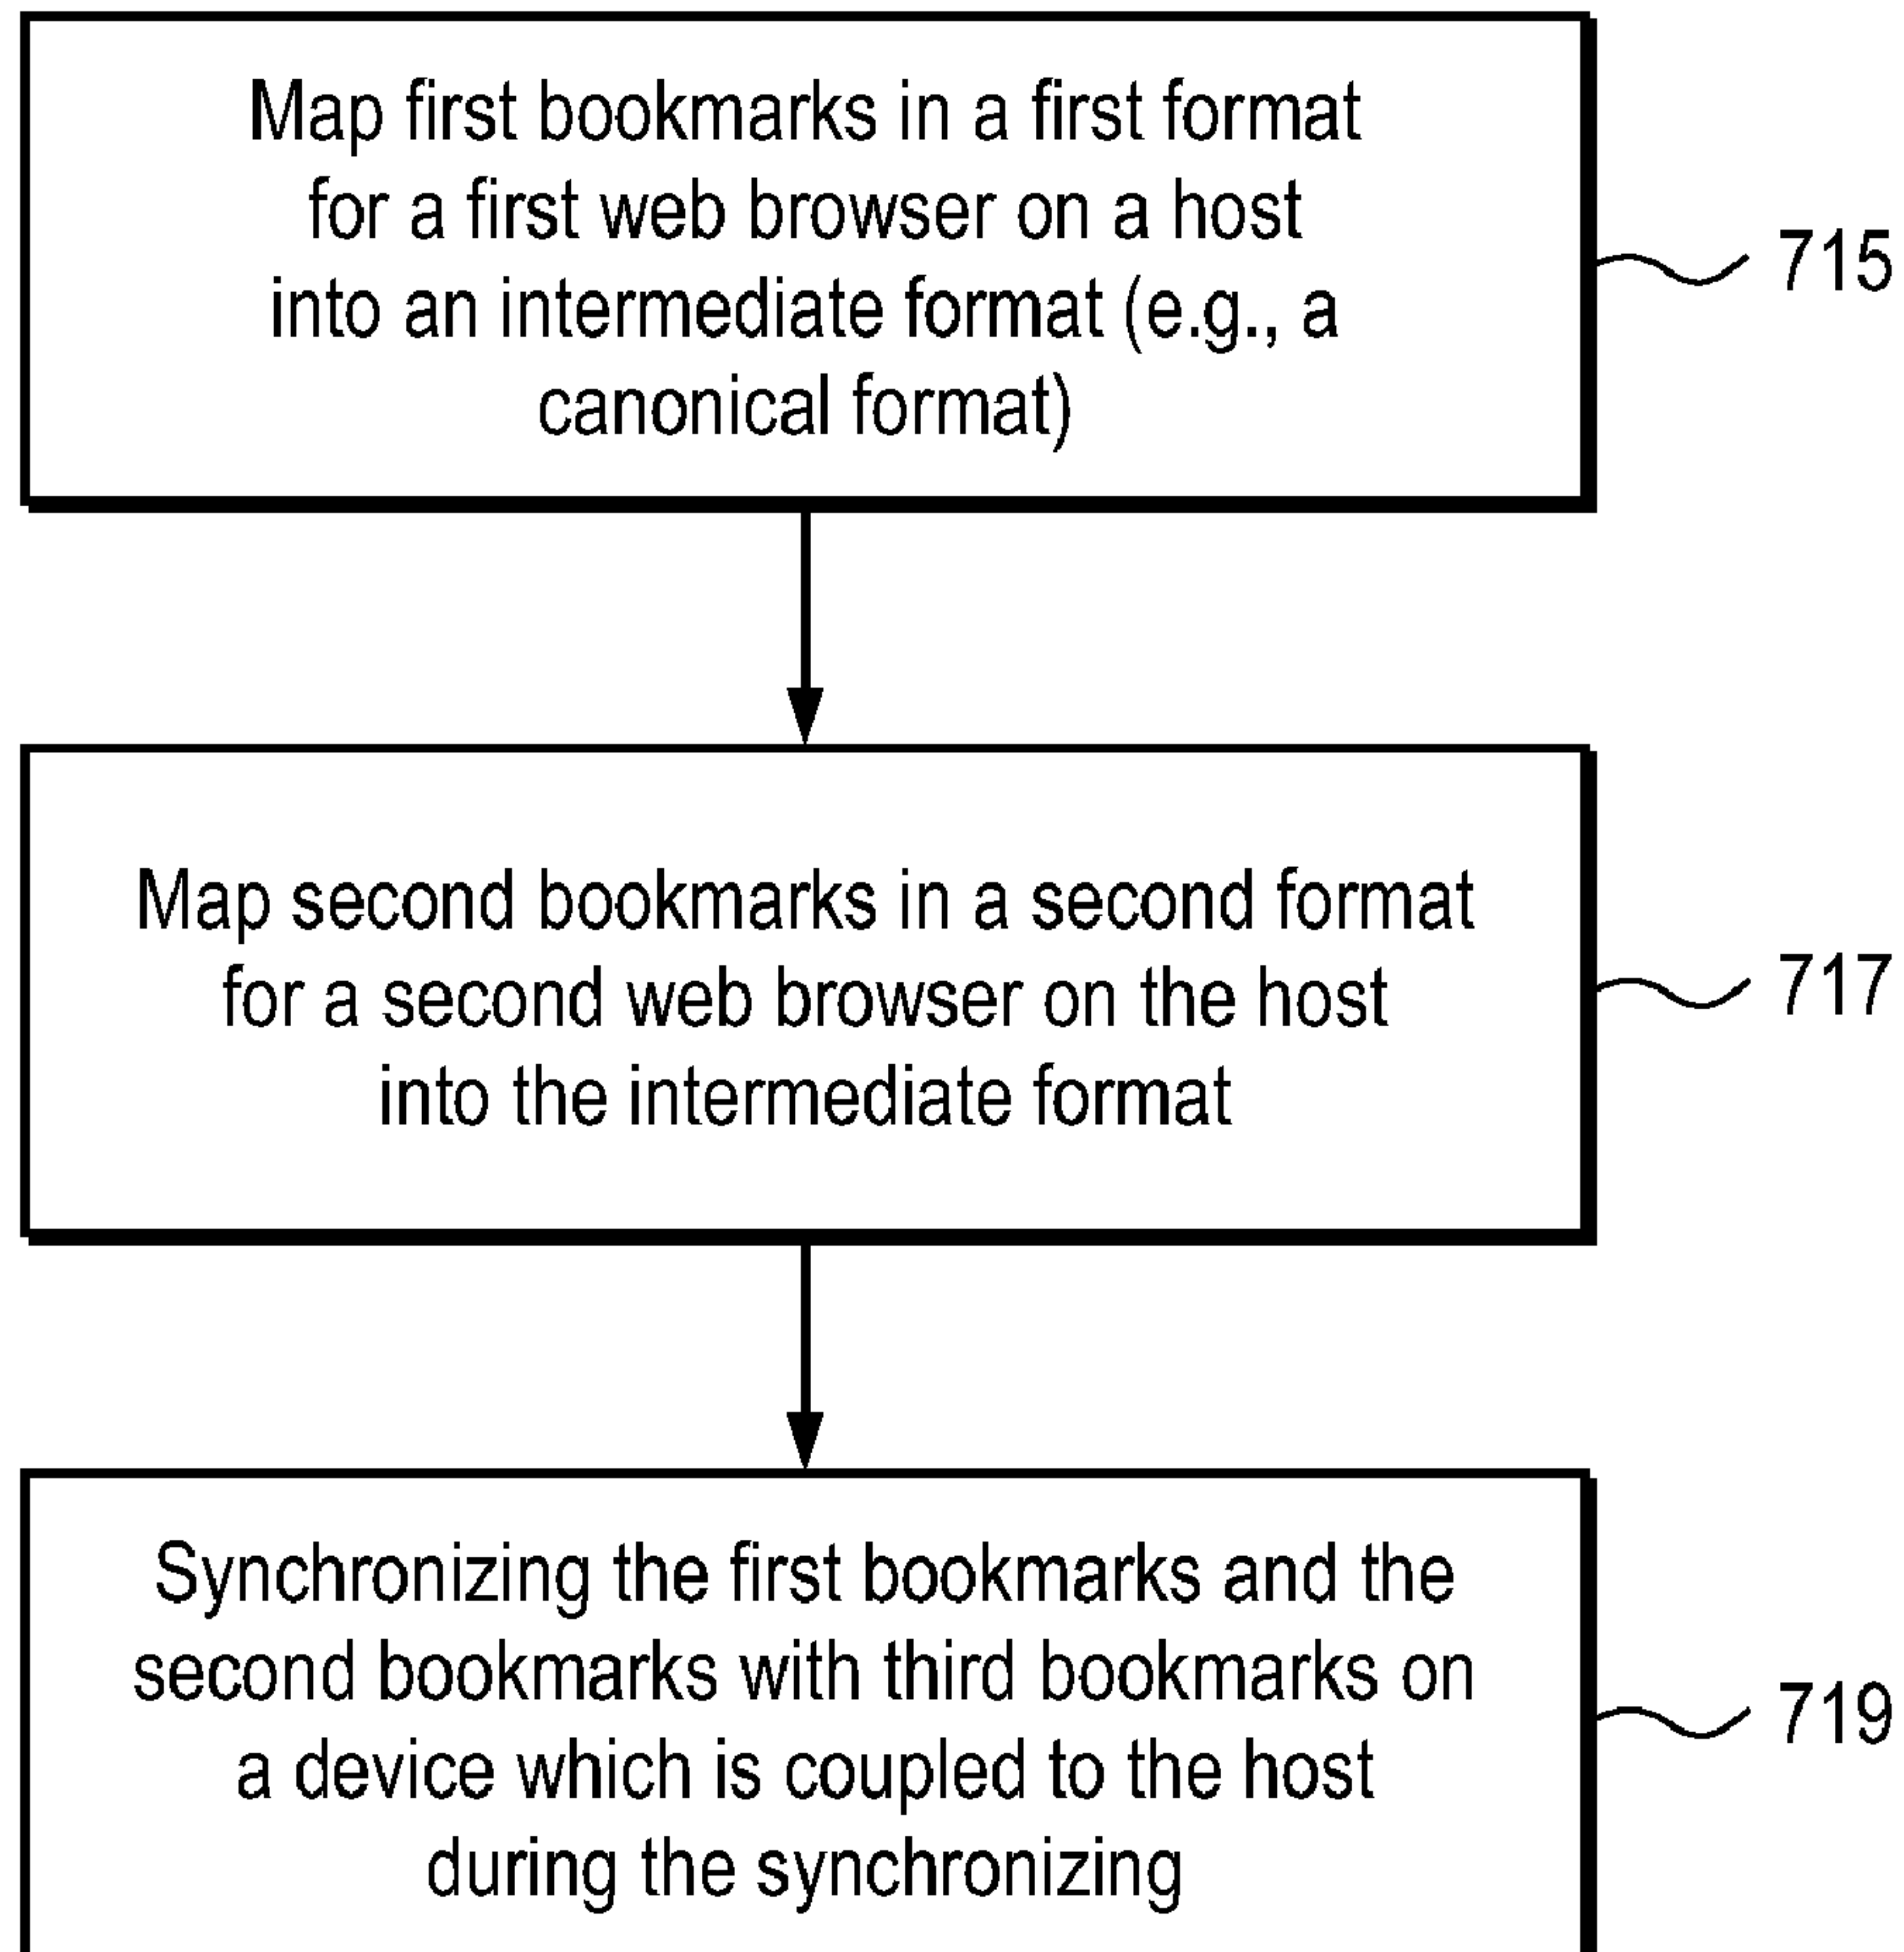 Map first bookmarks in a first format
for a first web browser on a host
into an intermediate format (e.g., a
canonical format)
715
Map second bookmarks in a second format
for a second web browser on the host
into the intermediate format
717
Synchronizing the first bookmarks and the
second bookmarks with third bookmarks on
a device which is coupled to the host
during the synchronizing
719